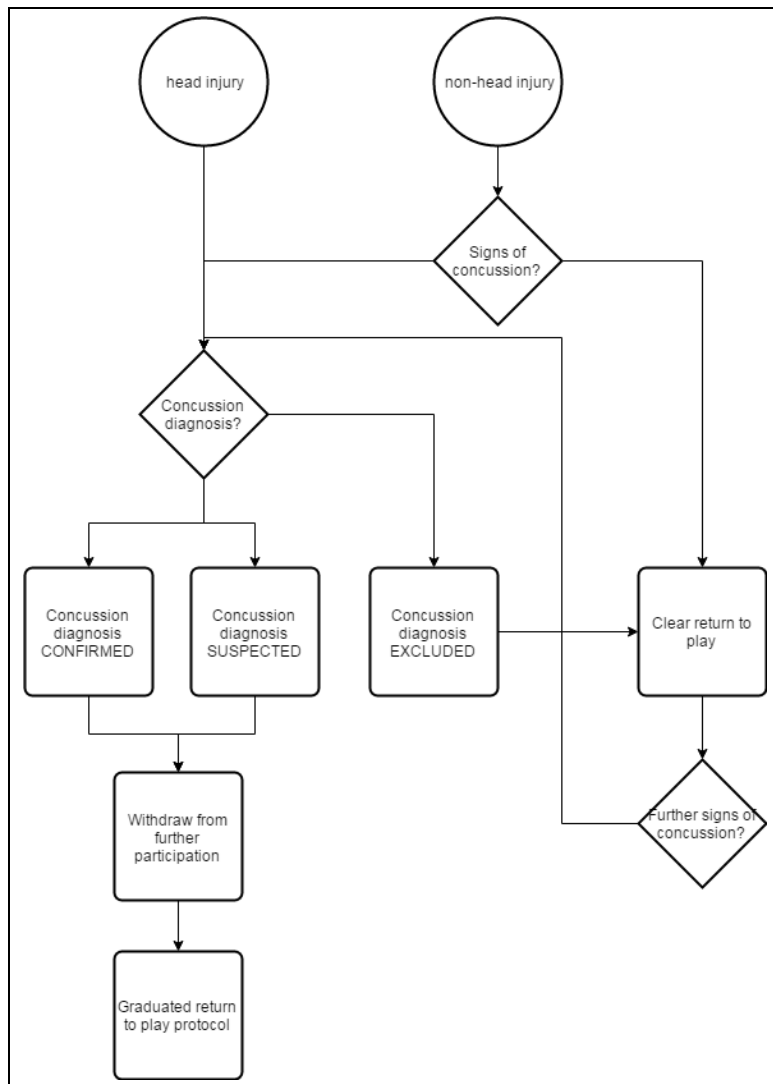 head injury
non-head injury
Signs of
concussion?
Concussion
diagnosis?
Concussion
diagnosis
CONFIRMED
Concussion
diagnosis
SUSPECTED
Concussion
diagnosis
EXCLUDED
Clear return to
play
Withdraw from
further
participation
Further signs of
concussion?
Graduated return
to play protocol